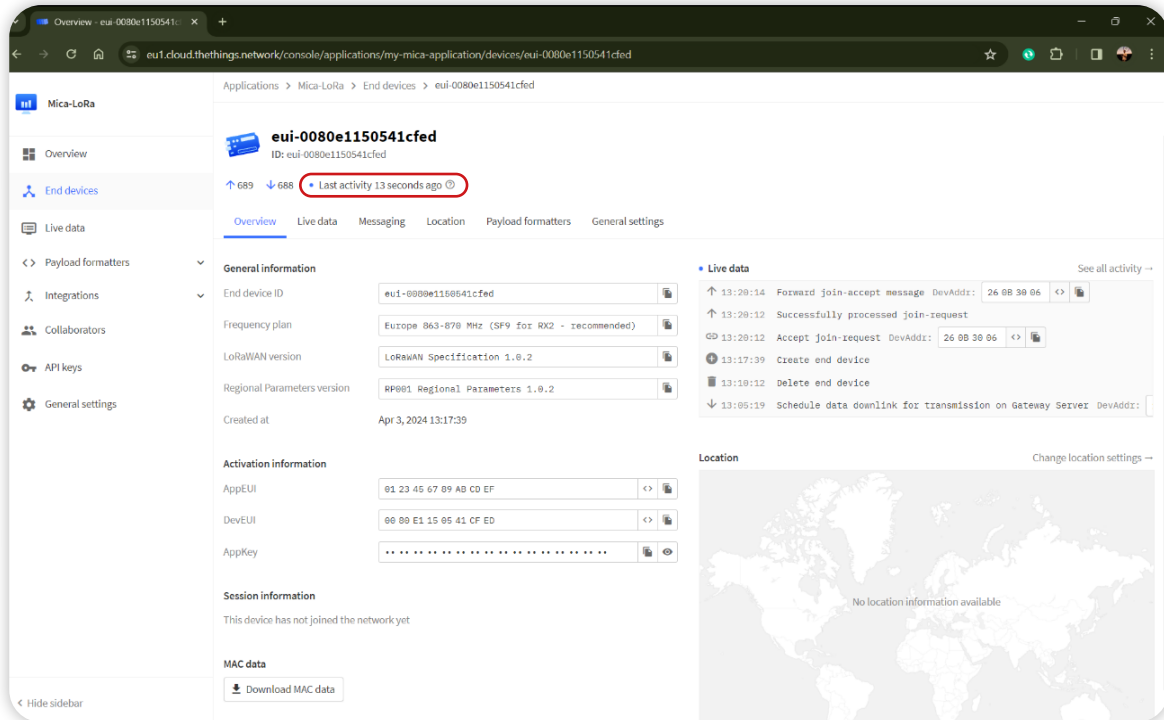 Overview - eui-0080e1150541c
eu1.cloud.thethings.network/console/applications/my-mica-application/devices/eui-0080e1150541cfed
Mica-LoRa
Overview
End devices
Live data
Payload formatters
Integrations
Collaborators
API keys
General settings
Hide sidebar
Applications > Mica-LoRa > End devices > eui-0080e1150541cfed
eui-0080e1150541cfed
ID: eui-0080e1150541cfed
↑ 689 ↓ 688 • Last activity 13 seconds ago
Overview Live data Messaging Location Payload formatters General settings
General information
End device ID eui-0080e1150541cfed
Frequency plan Europe 863-870 MHz (SF9 for RX2 - recommended)
LoRaWAN version LoRaWAN Specification 1.0.2
Regional Parameters version RP001 Regional Parameters 1.0.2
Created at Apr 3, 2024 13:17:39
Activation information
AppEUI 01 23 45 67 89 AB CD EF
DevEUI 00 80 E1 15 05 41 CF ED
AppKey •• •• •• •• •• •• •• •• •• •• •• •• •• •• •• ••
Session information
This device has not joined the network yet
MAC data
Download MAC data
• Live data See all activity →
↑ 13:20:14 Forward join-accept message DevAddr: 26 0B 30 06
↑ 13:20:12 Successfully processed join-request
13:20:12 Accept join-request DevAddr: 26 0B 30 06
13:17:39 Create end device
13:10:12 Delete end device
↓ 13:05:19 Schedule data downlink for transmission on Gateway Server DevAddr:
Location Change location settings →
No location information available